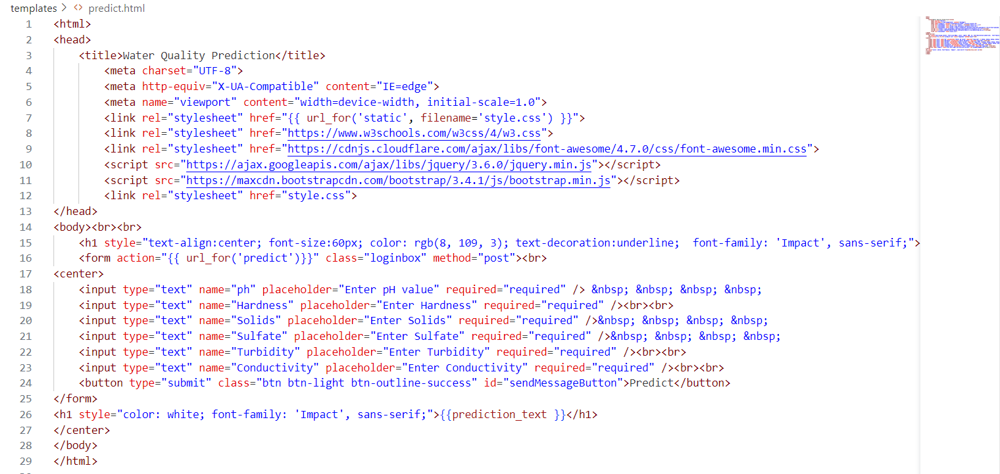 templates > predict.html
1 <html>
2 <head>
3 <title>Water Quality Prediction</title>
4 <meta charset="UTF-8">
5 <meta http-equiv="X-UA-Compatible" content="IE=edge">
6 <meta name="viewport" content="width=device-width, initial-scale=1.0">
7 <link rel="stylesheet" href="{{ url_for('static', filename='style.css') }}">
8 <link rel="stylesheet" href="https://www.w3schools.com/w3css/4/w3.css">
9 <link rel="stylesheet" href="https://cdnjs.cloudflare.com/ajax/libs/font-awesome/4.7.0/css/font-awesome.min.css">
10 <script src="https://ajax.googleapis.com/ajax/libs/jquery/3.6.0/jquery.min.js"></script>
11 <script src="https://maxcdn.bootstrapcdn.com/bootstrap/3.4.1/js/bootstrap.min.js"></script>
12 <link rel="stylesheet" href="style.css">
13 </head>
14 <body><br><br>
15 <h1 style="text-align:center; font-size:60px; color: rgb(8, 109, 3); text-decoration:underline;  font-family: 'Impact', sans-serif;">
16 <form action="{{ url_for('predict')}}" class="loginbox" method="post"><br>
17 <center>
18 <input type="text" name="ph" placeholder="Enter pH value" required="required" /> &nbsp; &nbsp; &nbsp; &nbsp;
19 <input type="text" name="Hardness" placeholder="Enter Hardness" required="required" /><br><br>
20 <input type="text" name="Solids" placeholder="Enter Solids" required="required" />&nbsp; &nbsp; &nbsp; &nbsp;
21 <input type="text" name="Sulfate" placeholder="Enter Sulfate" required="required" />&nbsp; &nbsp; &nbsp; &nbsp;
22 <input type="text" name="Turbidity" placeholder="Enter Turbidity" required="required" /><br><br>
23 <input type="text" name="Conductivity" placeholder="Enter Conductivity" required="required" /><br><br>
24 <button type="submit" class="btn btn-light btn-outline-success" id="sendMessageButton">Predict</button>
25 </form>
26 <h1 style="color: white; font-family: 'Impact', sans-serif;">{{prediction_text }}</h1>
27 </center>
28 </body>
29 </html>